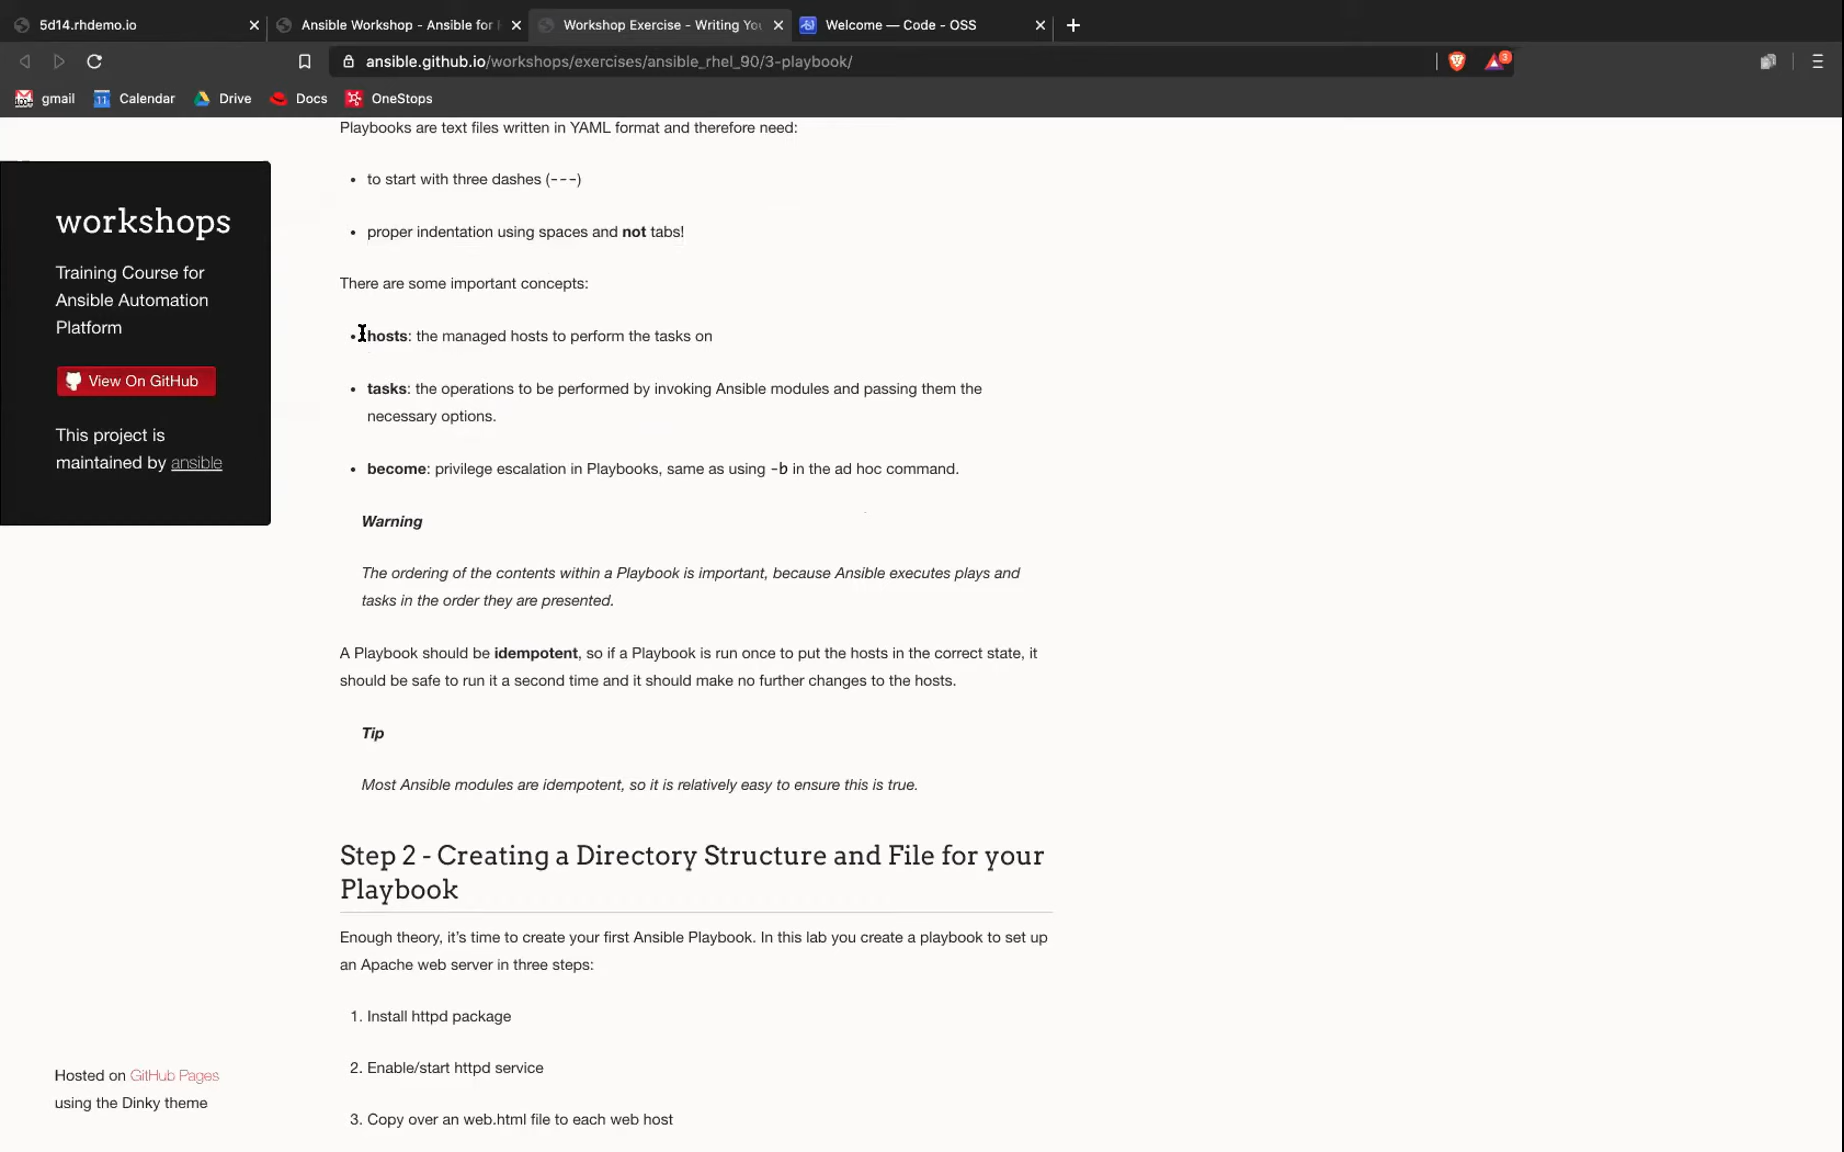 5d14.rhdemo.io
Ansible Workshop - Ansible for
Workshop Exercise - Writing You
Welcome — Code - OSS
ansible.github.io/workshops/exercises/ansible_rhel_90/3-playbook/
3
gmail
Calendar
Drive
Docs
OneStops
Playbooks are text files written in YAML format and therefore need:
• to start with three dashes (---)
• proper indentation using spaces and not tabs!
There are some important concepts:
• hosts: the managed hosts to perform the tasks on
• tasks: the operations to be performed by invoking Ansible modules and passing them the
necessary options.
• become: privilege escalation in Playbooks, same as using -b in the ad hoc command.
Warning
The ordering of the contents within a Playbook is important, because Ansible executes plays and
tasks in the order they are presented.
A Playbook should be idempotent, so if a Playbook is run once to put the hosts in the correct state, it
should be safe to run it a second time and it should make no further changes to the hosts.
Tip
Most Ansible modules are idempotent, so it is relatively easy to ensure this is true.
Step 2 - Creating a Directory Structure and File for your
Playbook
Enough theory, it's time to create your first Ansible Playbook. In this lab you create a playbook to set up
an Apache web server in three steps:
1. Install httpd package
2. Enable/start httpd service
3. Copy over an web.html file to each web host
workshops
Training Course for
Ansible Automation
Platform
View On GitHub
This project is
maintained by ansible
Hosted on GitHub Pages
using the Dinky theme